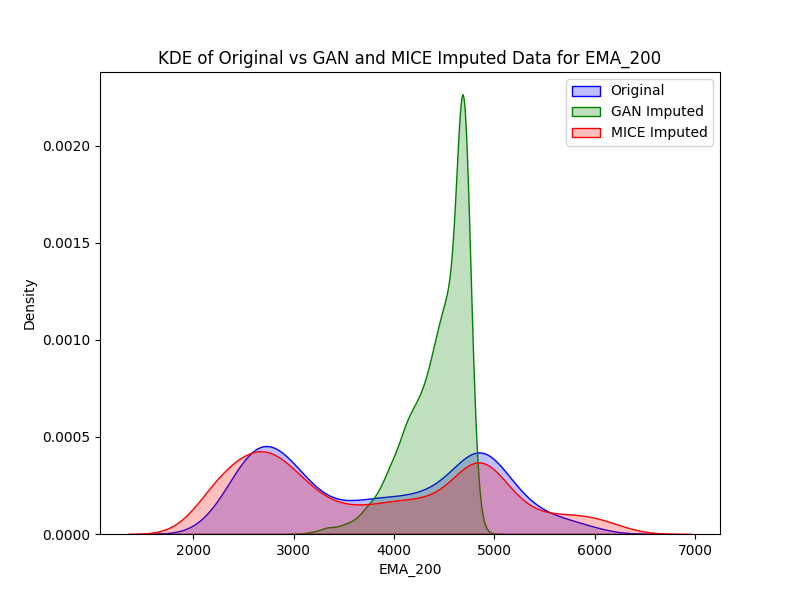 KDE of Original vs GAN and MICE Imputed Data for EMA_200
Original
GAN Imputed
MICE Imputed
0.0020
0.0015
0.0010
0.0005
0.0000
Density
2000 3000 4000 5000 6000 7000
EMA_200